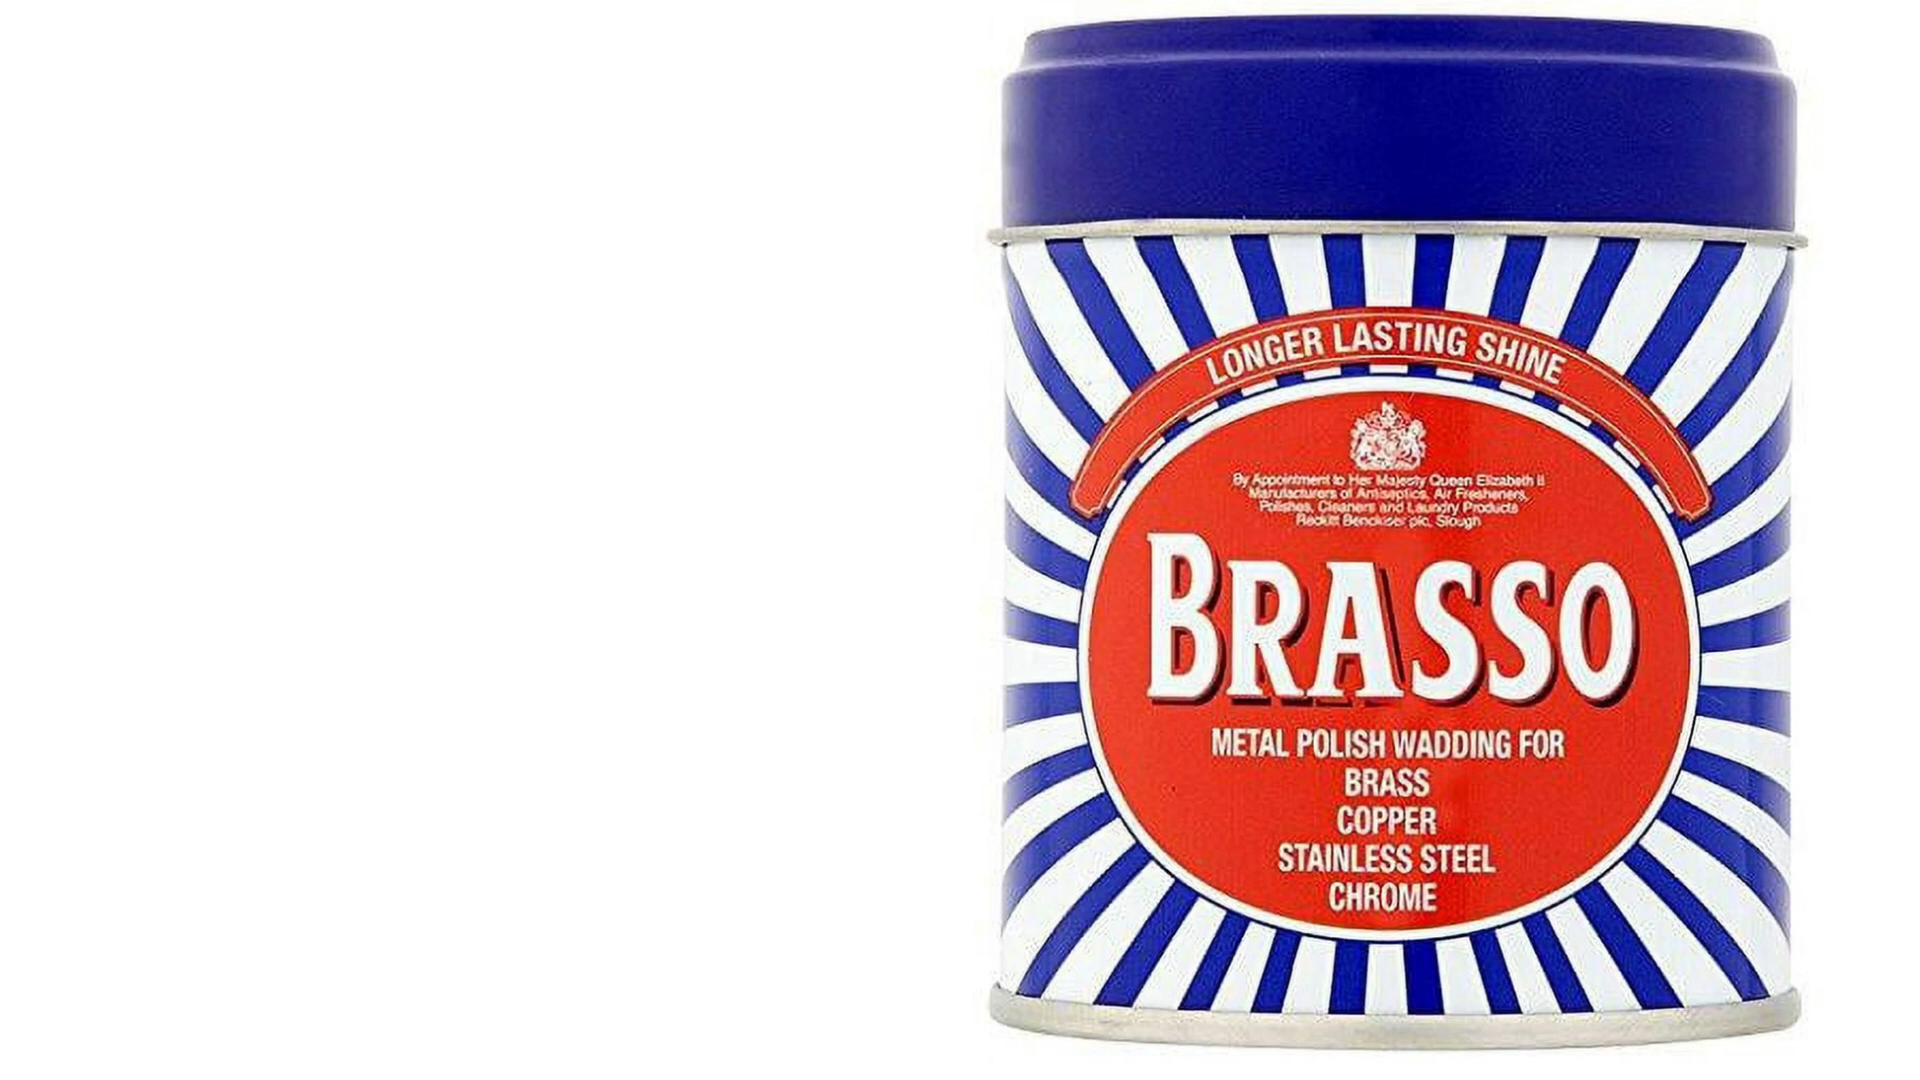 LONGER LASTING SHINE
By Appointment to Her Majesty Queen Elizabeth II
Manufacturers of Antiseptics, Air Fresheners,
Polishes, Cleaners and Laundry Products
Reckitt Benckiser plc, Slough
BRASSO
METAL POLISH WADDING FOR
BRASS
COPPER
STAINLESS STEEL
CHROME